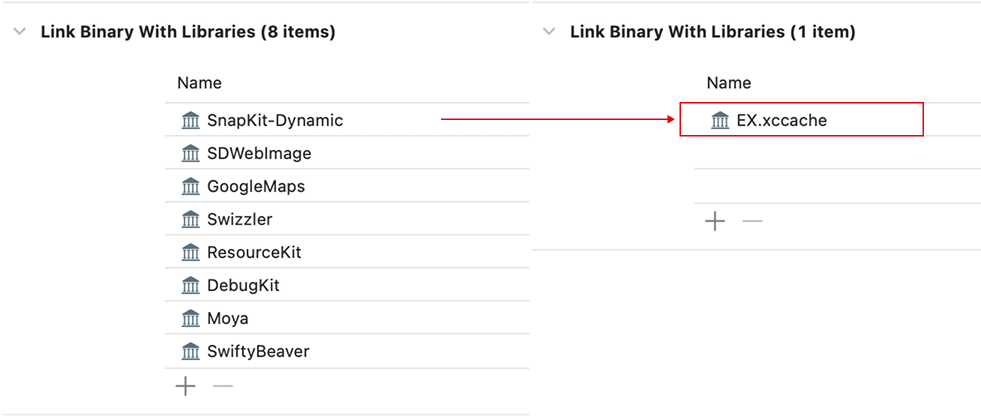 Link Binary With Libraries (8 items)
Name
SnapKit-Dynamic
SDWebImage
GoogleMaps
Swizzler
ResourceKit
DebugKit
Moya
SwiftyBeaver
Link Binary With Libraries (1 item)
Name
EX.xccache